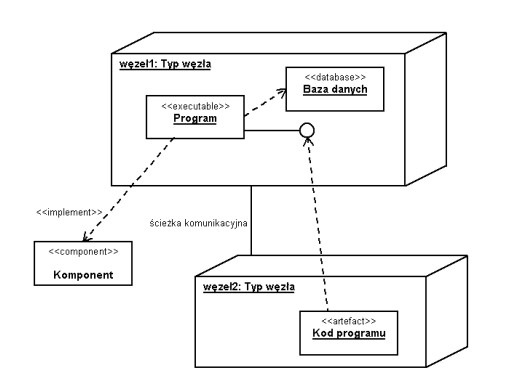 węzeł1: Typ węzła
<<database>>
Baza danych
<<executable>>
Program
<<implement>>
ścieżka komunikacyjna
<<component>>
Komponent
węzeł2: Typ węzła
<<artefact>>
Kod programu